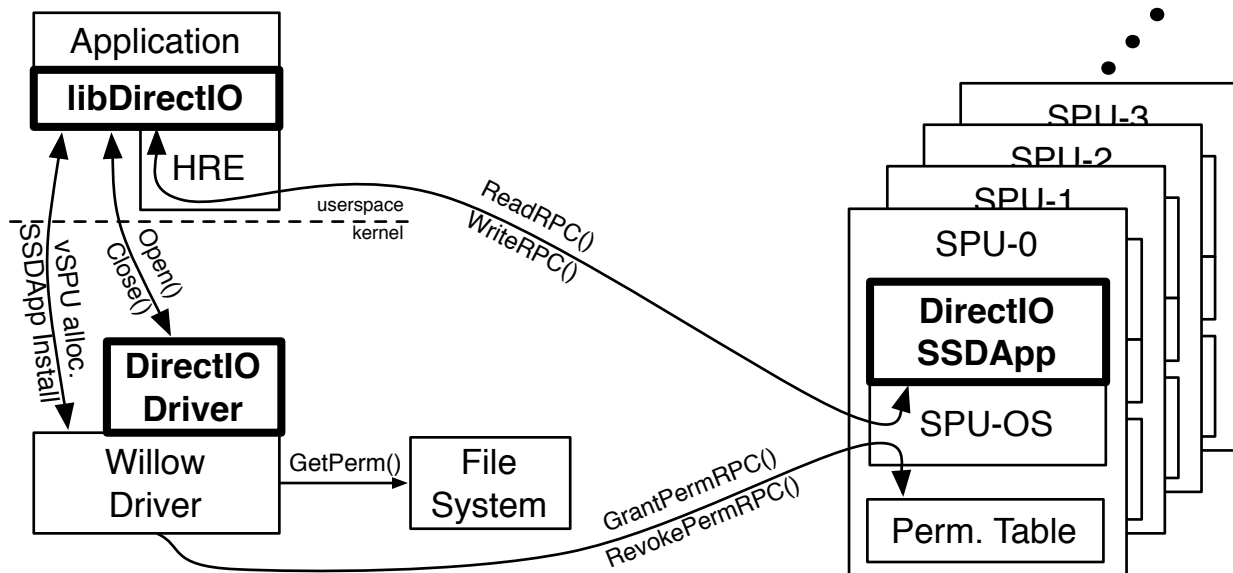 Application
libDirectIO
HRE
userspace
kernel
SSDApp Install
vSPU alloc.
Open()
Close()
DirectIO
Driver
Willow
Driver
GetPerm()
File
System
ReadRPC()
WriteRPC()
GrantPermRPC()
RevokePermRPC()
SPU-3
SPU-2
SPU-1
SPU-0
DirectIO
SSDApp
SPU-OS
Perm. Table